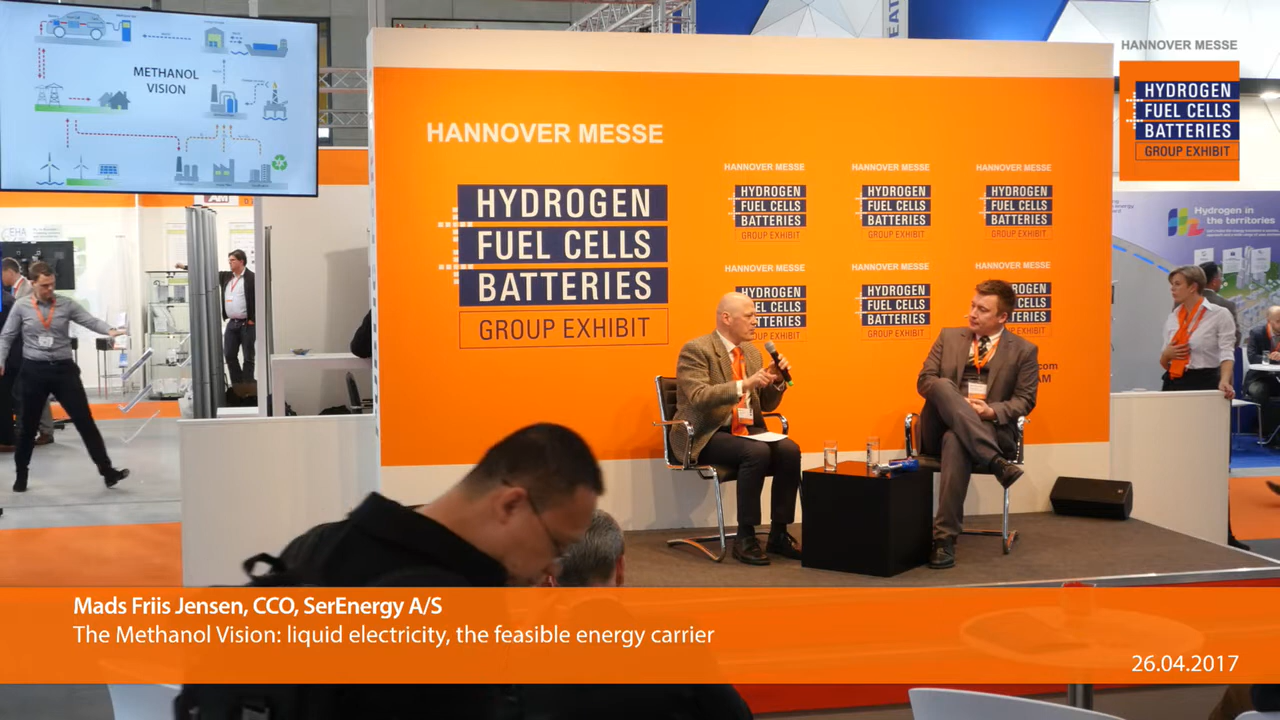 METHANOL
VISION
HANNOVER MESSE
HYDROGEN
FUEL CELLS
BATTERIES
GROUP EXHIBIT
HANNOVER MESSE
HYDROGEN
FUEL CELLS
BATTERIES
GROUP EXHIBIT
HANNOVER MESSE
HYDROGEN
FUEL CELLS
BATTERIES
GROUP EXHIBIT
HANNOVER MESSE
HYDROGEN
FUEL CELLS
BATTERIES
GROUP EXHIBIT
HANNOVER MESSE
HYDROGEN
CELLS
BATTERIES
GROUP EXHIBIT
HANNOVER MESSE
HYDROGEN
FUEL CELLS
BATTERIES
GROUP EXHIBIT
HANNOVER MESSE
HYDROGEN
CELLS
TERIES
EXHIBIT
.com
AM
HANNOVER MESSE
HYDROGEN
FUEL CELLS
BATTERIES
GROUP EXHIBIT
Hydrogen in
the territories
Mads Friis Jensen, CCO, SerEnergy A/S
The Methanol Vision: liquid electricity, the feasible energy carrier
26.04.2017